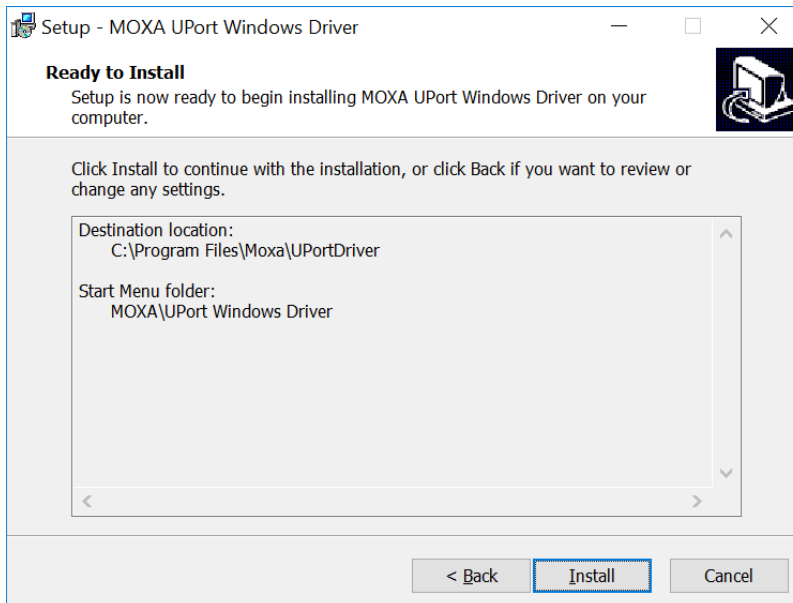 Setup - MOXA UPort Windows Driver
Ready to Install
Setup is now ready to begin installing MOXA UPort Windows Driver on your
computer.
Click Install to continue with the installation, or click Back if you want to review or
change any settings.
Destination location:
C:\Program Files\Moxa\UPortDriver
Start Menu folder:
MOXA\UPort Windows Driver
< Back
Install
Cancel